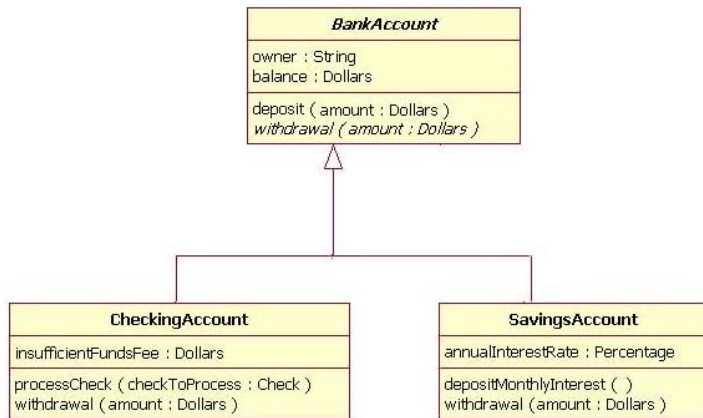 BankAccount
owner : String
balance : Dollars
deposit ( amount : Dollars )
withdrawal ( amount : Dollars )
CheckingAccount
insufficientFundsFee : Dollars
processCheck ( checkToProcess : Check )
withdrawal ( amount : Dollars )
SavingsAccount
annualInterestRate : Percentage
depositMonthlyInterest ( )
withdrawal ( amount : Dollars )